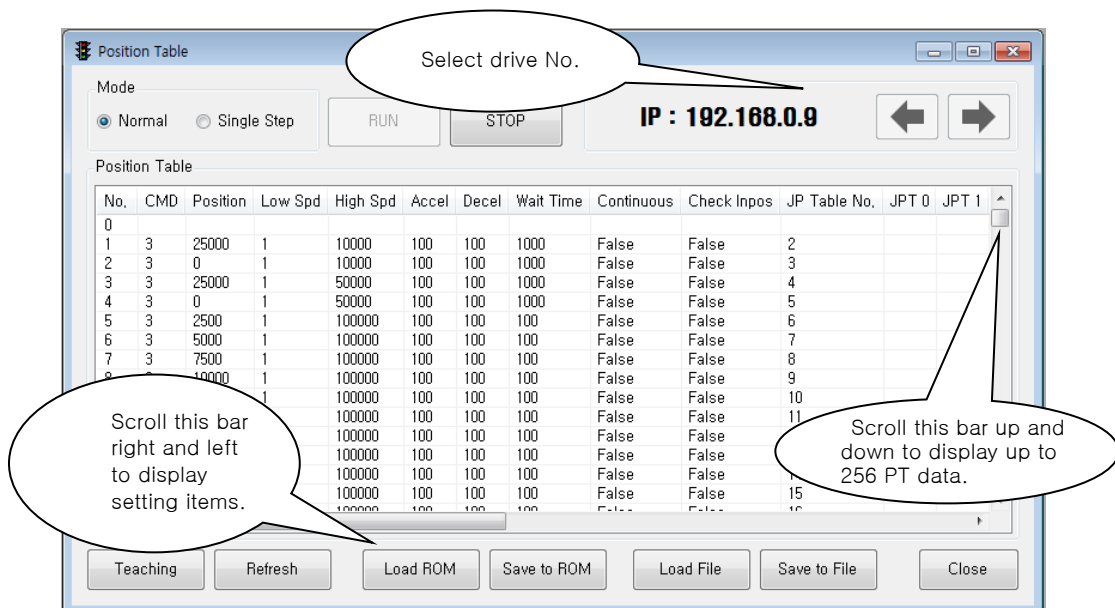 Position Table
Select drive No.
Mode
Normal Single Step RUN STOP IP : 192.168.0.9
Position Table
No. CMD Position Low Spd High Spd Accel Decel Wait Time Continuous Check Inpos JP Table No. JPT 0 JPT 1
0
1 3 25000 1 10000 100 100 1000 False False 2
2 3 0 1 10000 100 100 1000 False False 3
3 3 25000 1 50000 100 100 1000 False False 4
4 3 0 1 50000 100 100 1000 False False 5
5 3 2500 1 100000 100 100 100 False False 6
6 3 5000 1 100000 100 100 100 False False 7
7 3 7500 1 100000 100 100 100 False False 8
10000 1 100000 100 100 100 False False 9
1 100000 100 100 100 False False 10
100000 100 100 100 False False 11
100000 100 100 100 False False
100000 100 100 100 False False
100000 100 100 100 False False
100000 100 100 100 False False 15
Scroll this bar
right and left
to display
setting items.
Scroll this bar up and
down to display up to
256 PT data.
Teaching Refresh Load ROM Save to ROM Load File Save to File Close